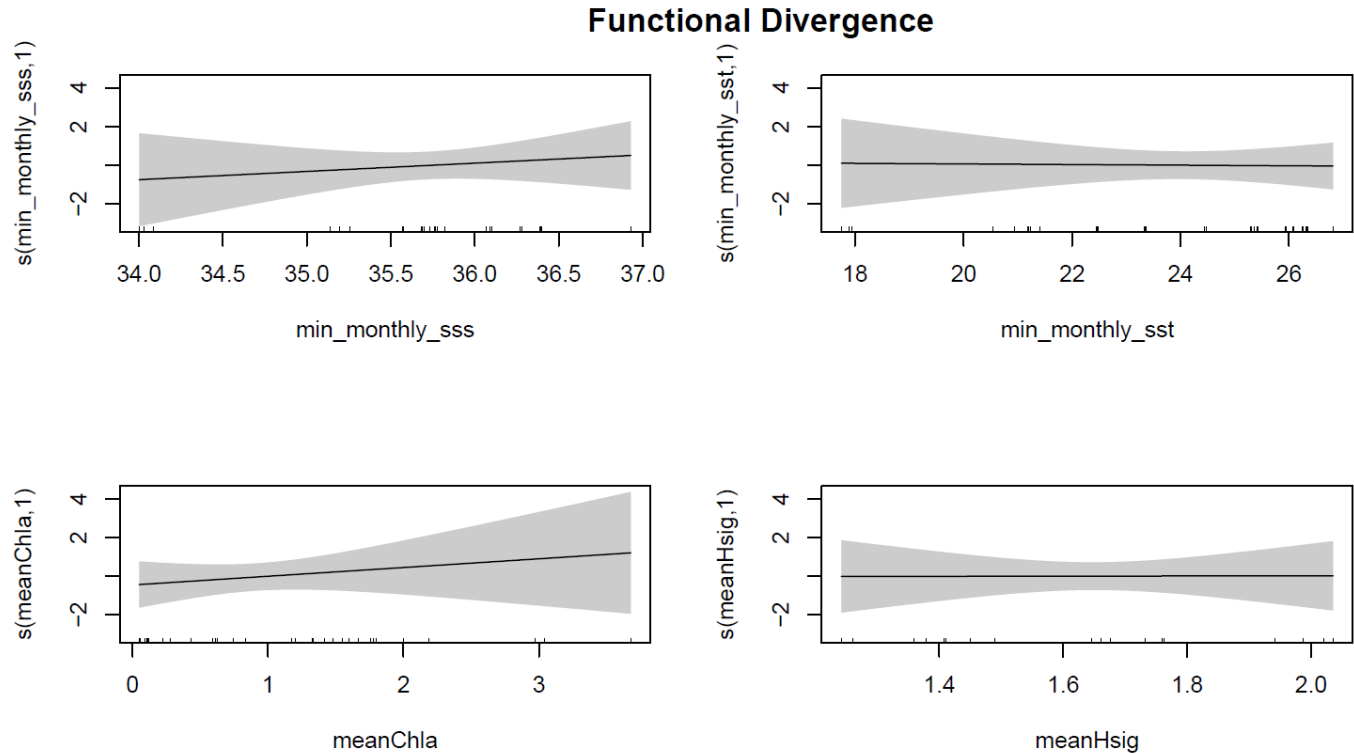 Functional Divergence
s(min_monthly_sss,1)
4
2
−2
34.0 34.5 35.0 35.5 36.0 36.5 37.0
min_monthly_sss
s(min_monthly_sst,1)
4
2
−2
18 20 22 24 26
min_monthly_sst
s(meanChla,1)
4
2
−2
0 1 2 3
meanChla
s(meanHsig,1)
4
2
−2
1.4 1.6 1.8 2.0
meanHsig